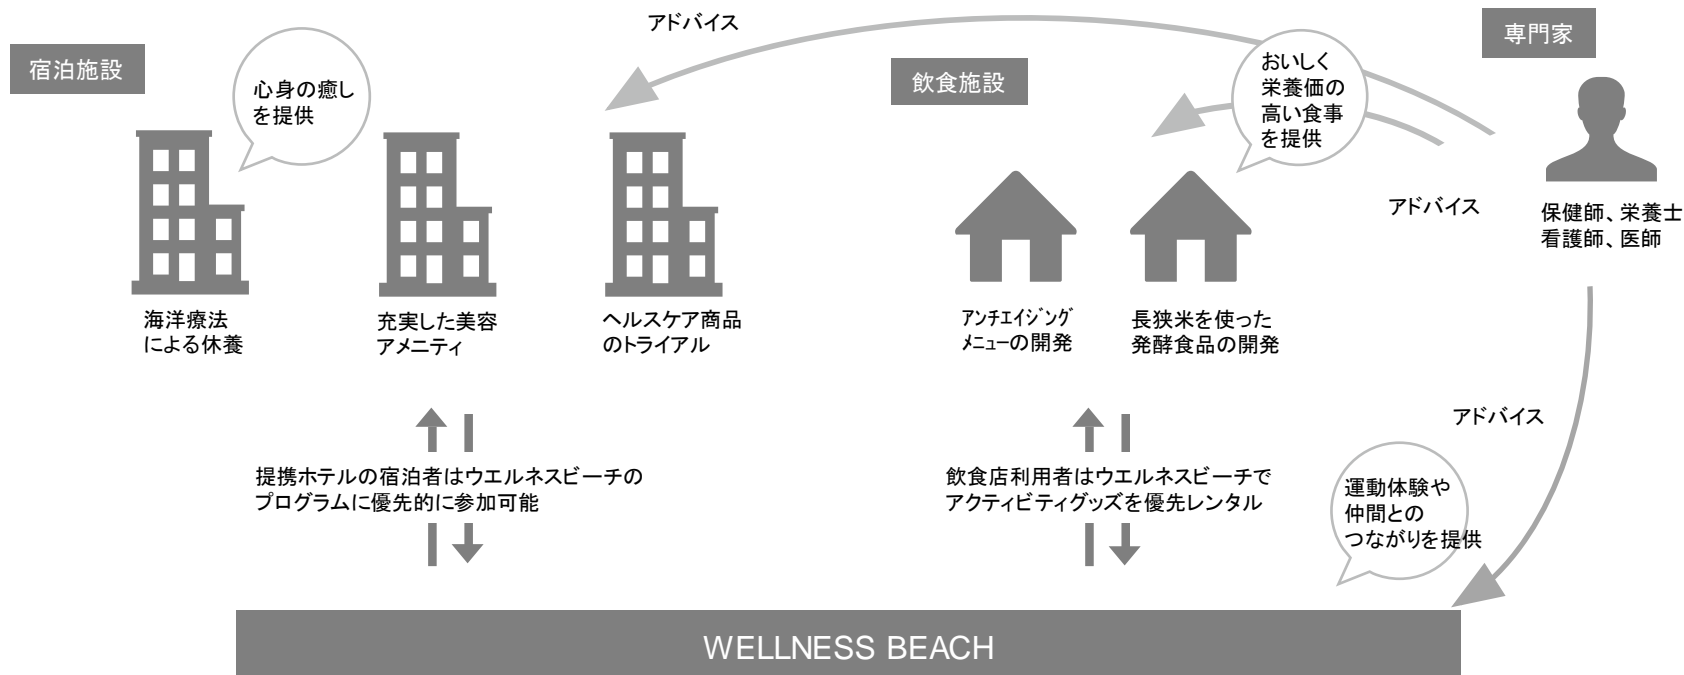 アドバイス
専門家
宿泊施設
心身の癒し
を提供
飲食施設
おいしく
栄養価の
高い食事
を提供
アドバイス
保健師、栄養士
看護師、医師
海洋療法
による休養
充実した美容
アメニティ
ヘルスケア商品
のトライアル
アンチエイジング
メニューの開発
長狭米を使った
発酵食品の開発
アドバイス
提携ホテルの宿泊者はウエルネスビーチの
プログラムに優先的に参加可能
飲食店利用者はウエルネスビーチで
アクティビティグッズを優先レンタル
運動体験や
仲間との
つながりを提供
WELLNESS BEACH